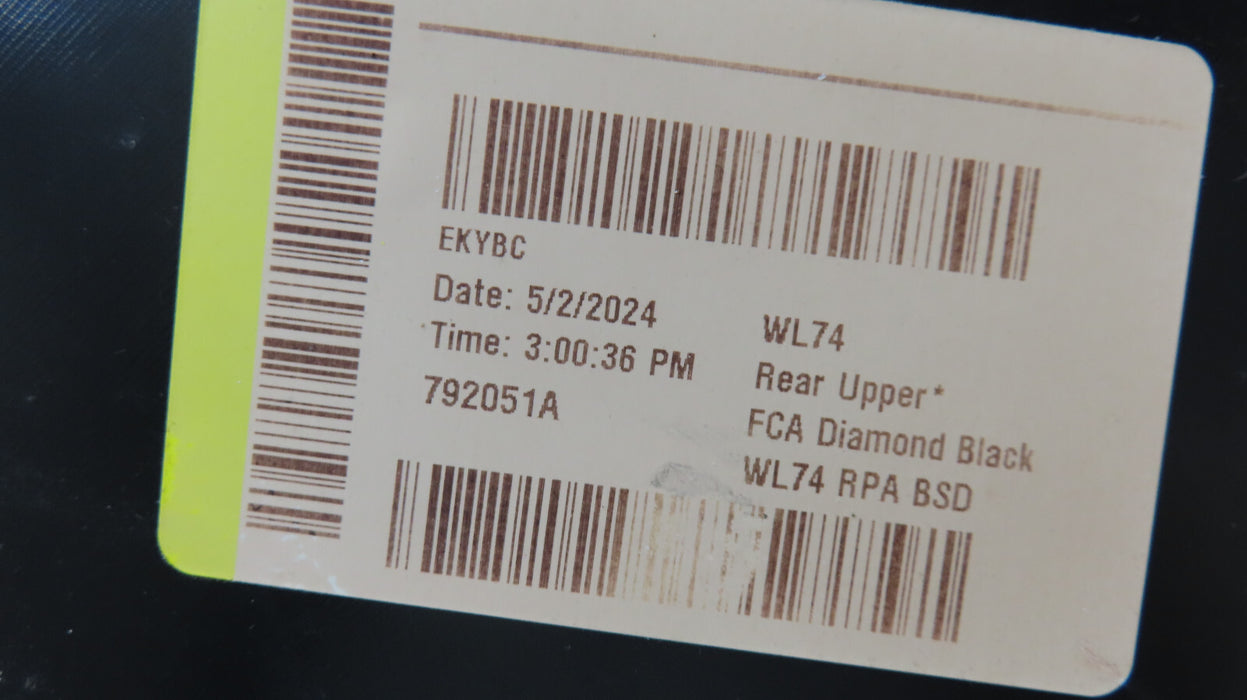 EKYBC
Date: 5/2/2024
Time: 3:00:36 PM
792051A
WL74
Rear Upper*
FCA Diamond Black
WL74 RPA BSD